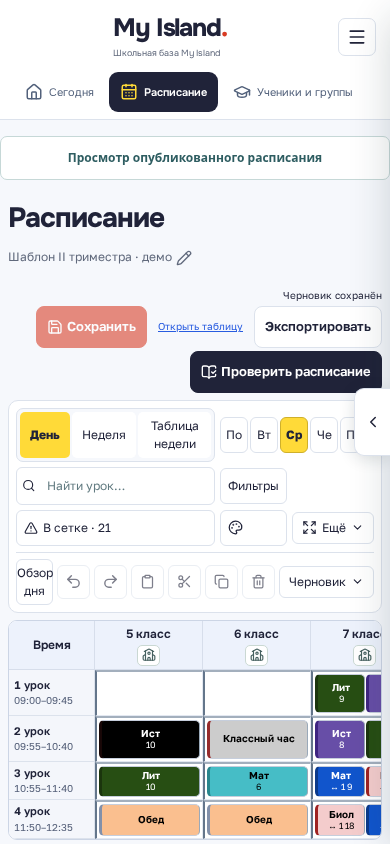 My Island.
Школьная база My Island
Сегодня Расписание Ученики и группы
Просмотр опубликованного расписания
Расписание
Шаблон II триместра · демо
Черновик сохранён
Сохранить Открыть таблицу Экспортировать
Проверить расписание
День Неделя Таблица недели По Вт Ср Че
Найти урок... Фильтры
В сетке · 21 Ещё
Обзор дня Черновик
Время 5 класс 6 класс 7 клас
1 урок
09:00–09:45
Лит
9
2 урок
09:55–10:40
Ист
10
Классный час
Ист
8
3 урок
10:55–11:40
Лит
10
Мат
6
Мат
↔ 19
4 урок
11:50–12:35
Обед
Обед
Биол
↔ 118